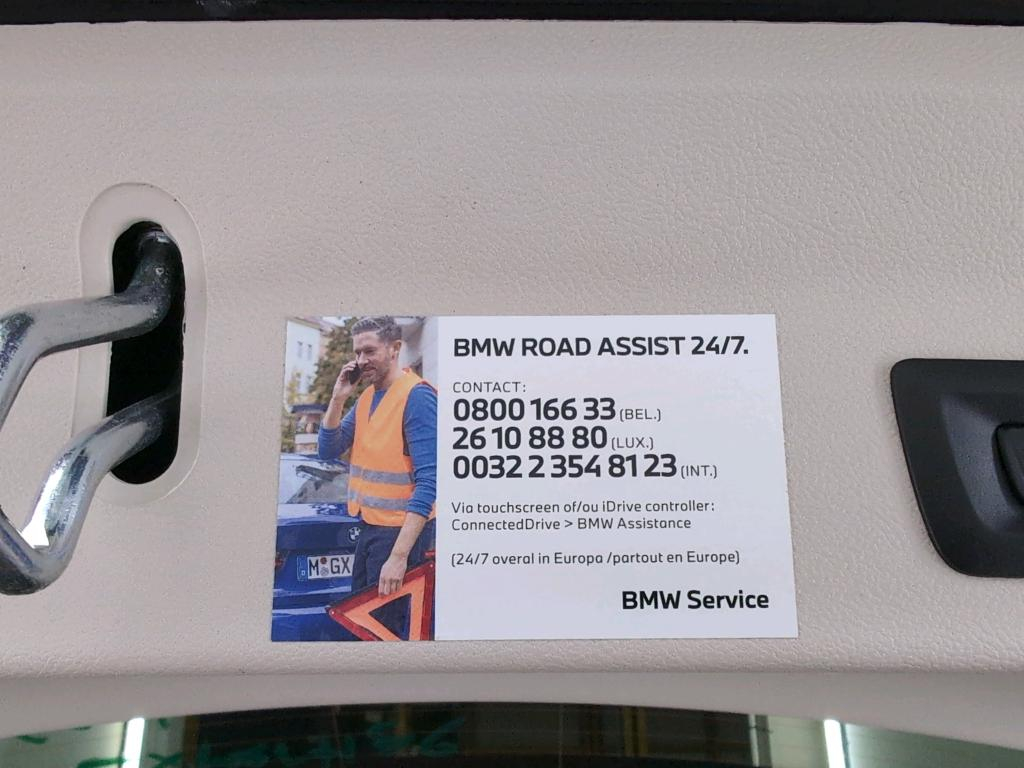 BMW ROAD ASSIST 24/7.
CONTACT:
0800 166 33 (BEL.)
26 10 88 80 (LUX.)
0032 2 354 81 23 (INT.)
Via touchscreen of/ou iDrive controller:
ConnectedDrive > BMW Assistance
(24/7 overal in Europa /partout en Europe)
BMW Service
M GX